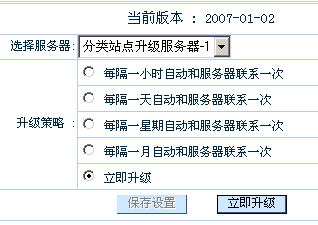 当前版本 : 2007-01-02
选择服务器: 分类站点升级服务器-1
每隔一小时自动和服务器联系一次
每隔一天自动和服务器联系一次
升级策略 : 每隔一星期自动和服务器联系一次
每隔一月自动和服务器联系一次
立即升级
保存设置 立即升级